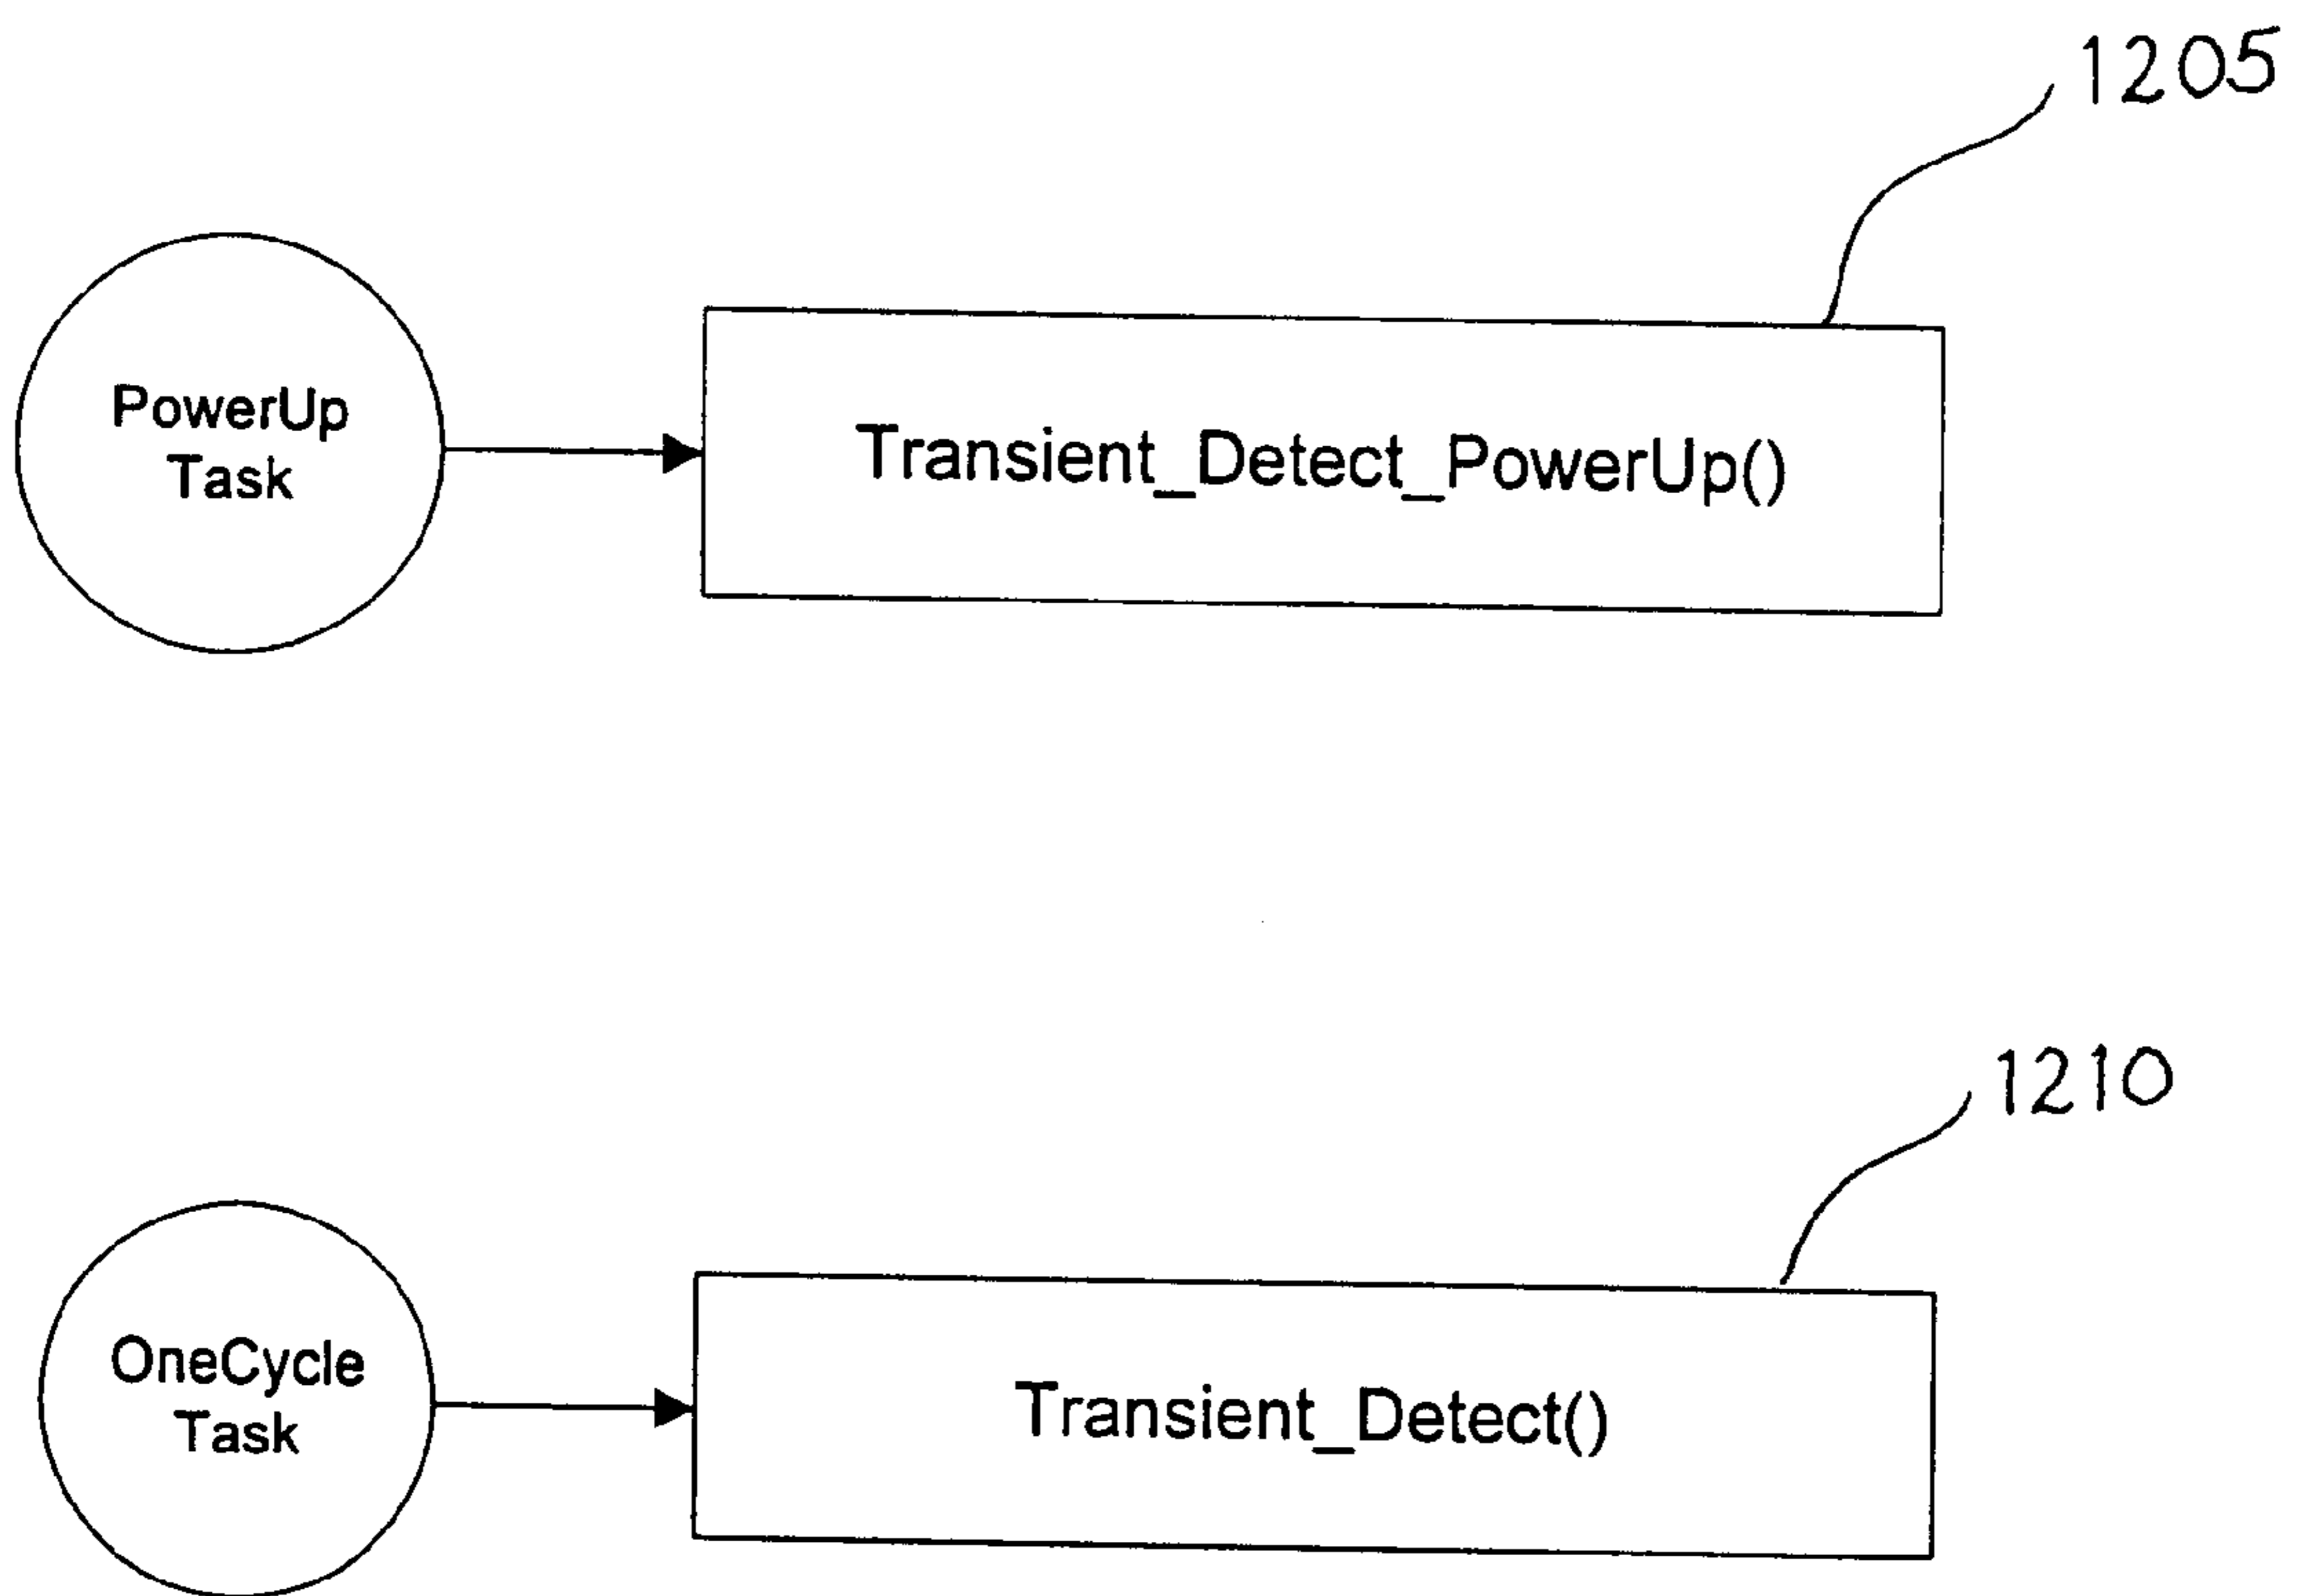 1205
PowerUp
Task
Transient_Detect_PowerUp()
1210
OneCycle
Task
Transient_Detect()